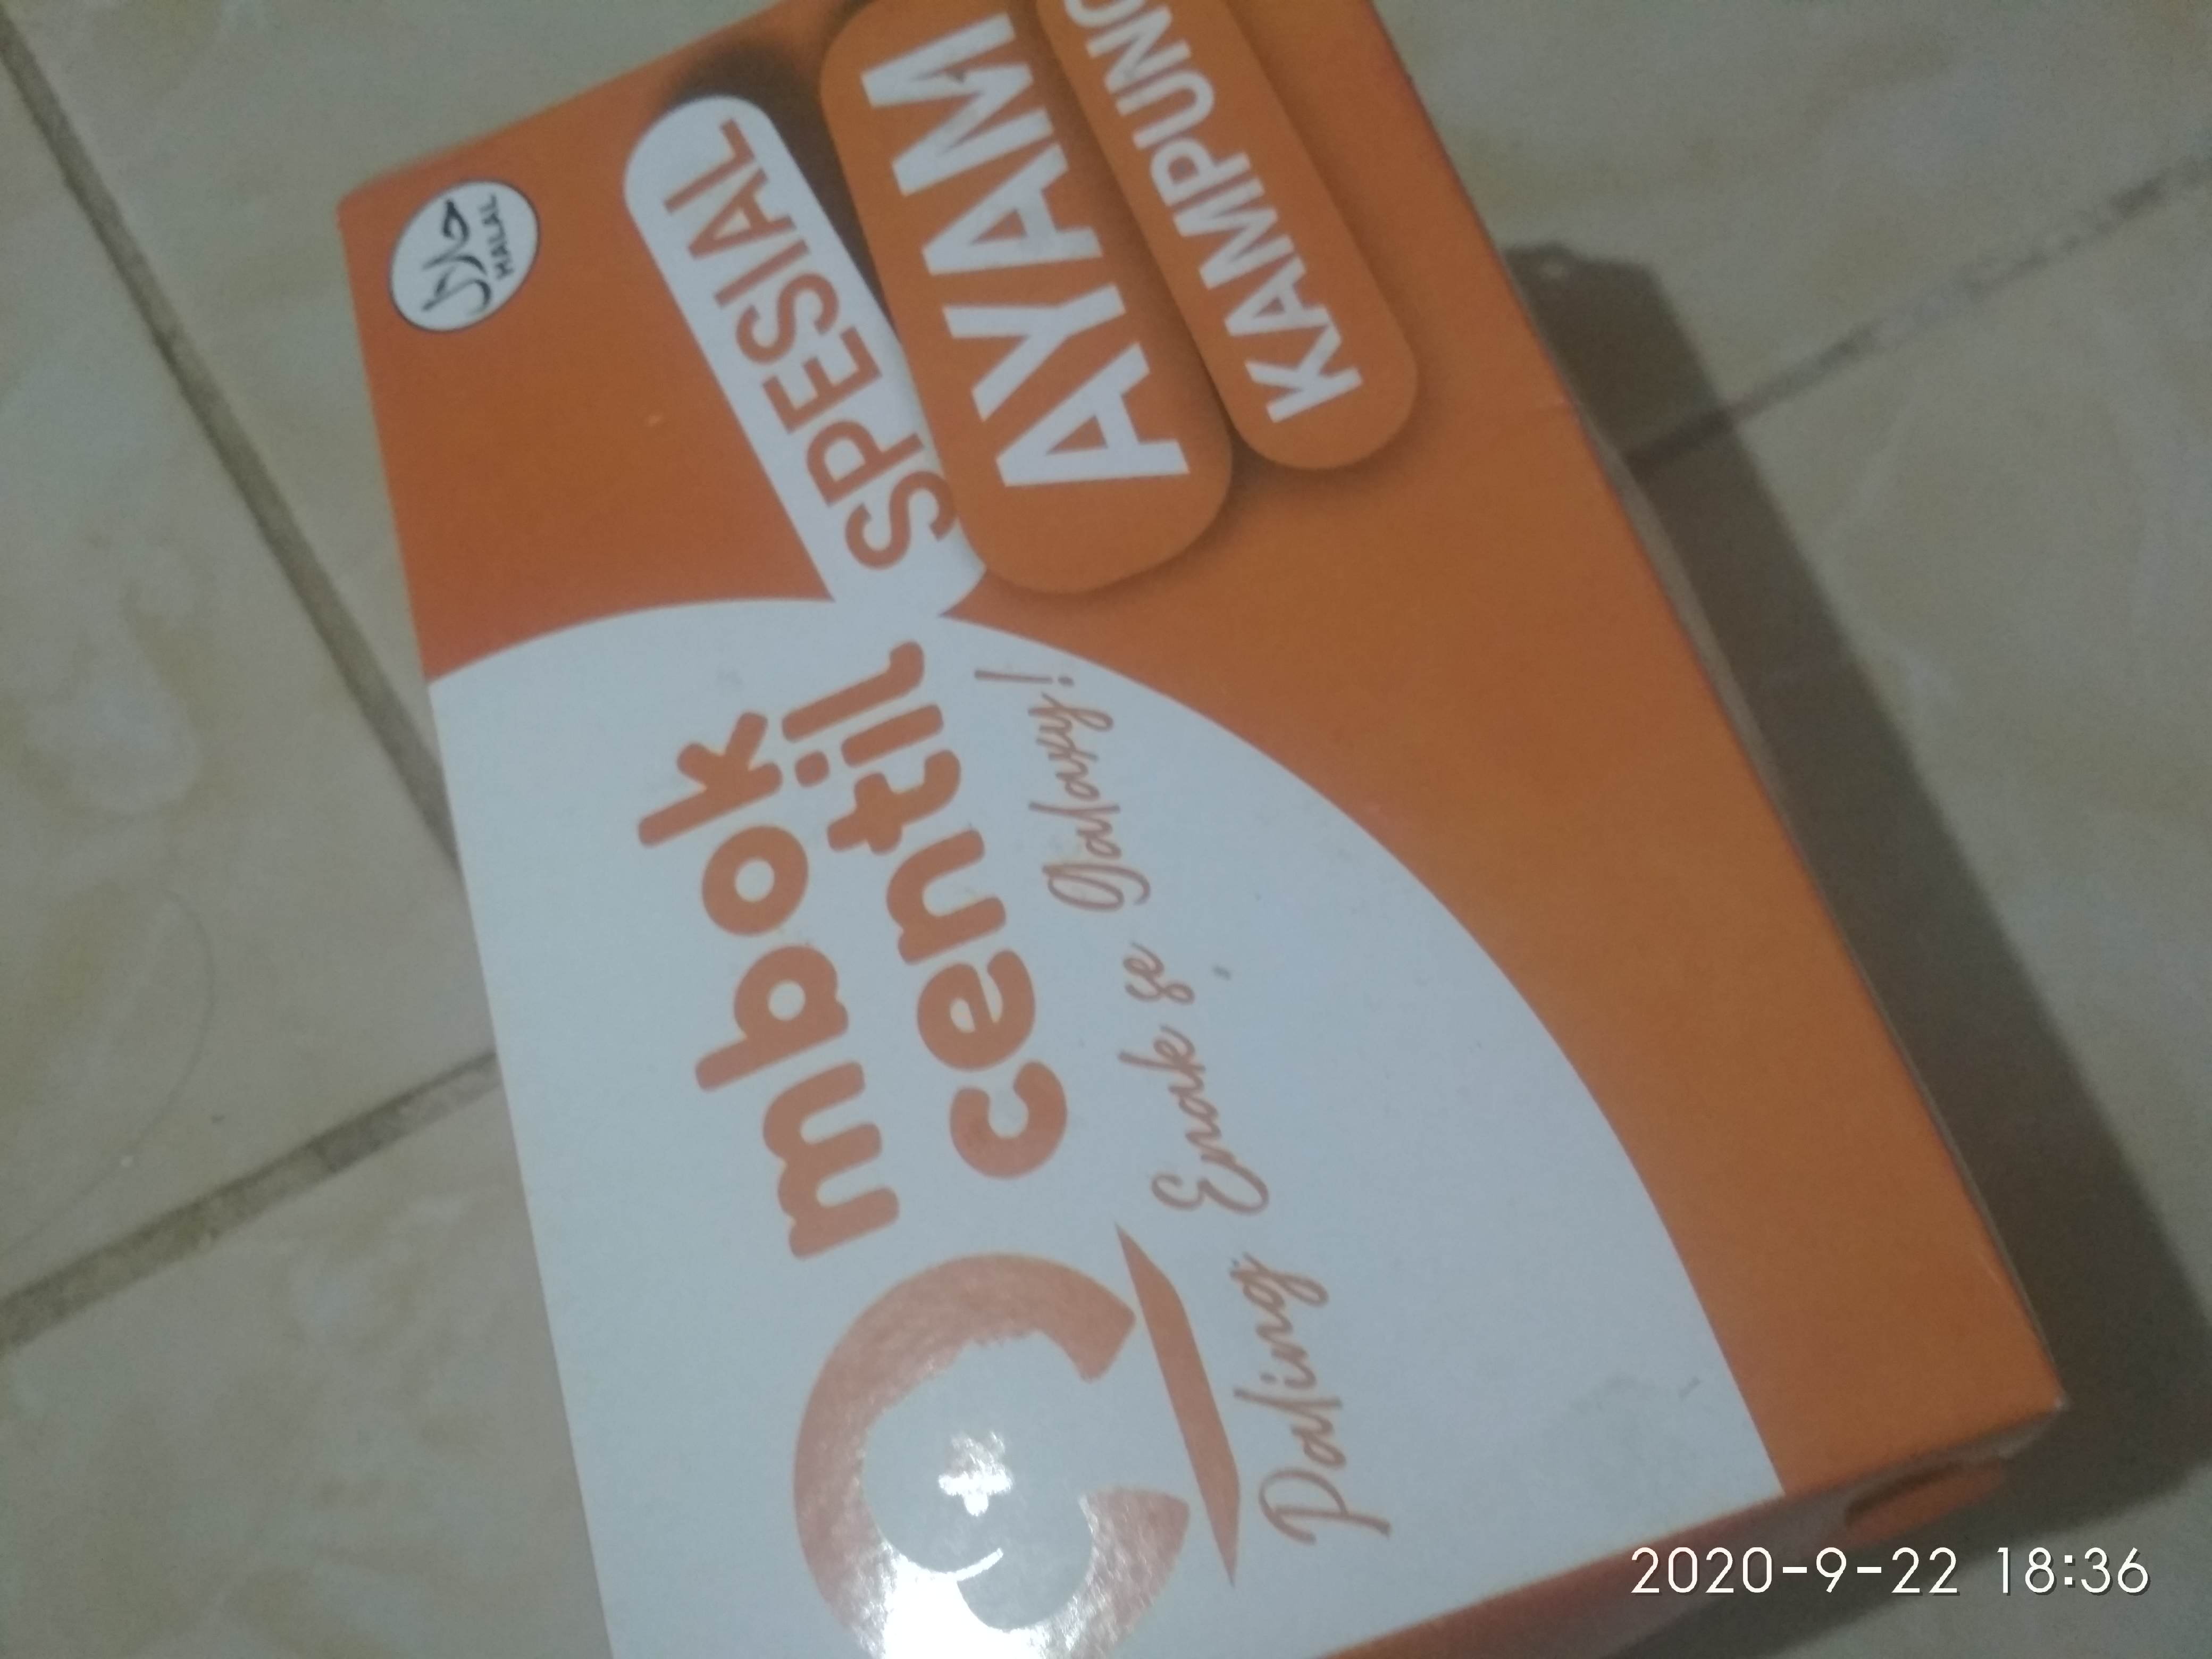 حلال
HALAL
SPESIAL
AYAM
KAMPUNG
mbok
centil
Paling Enak se Galaxy!
2020-9-22 18:36